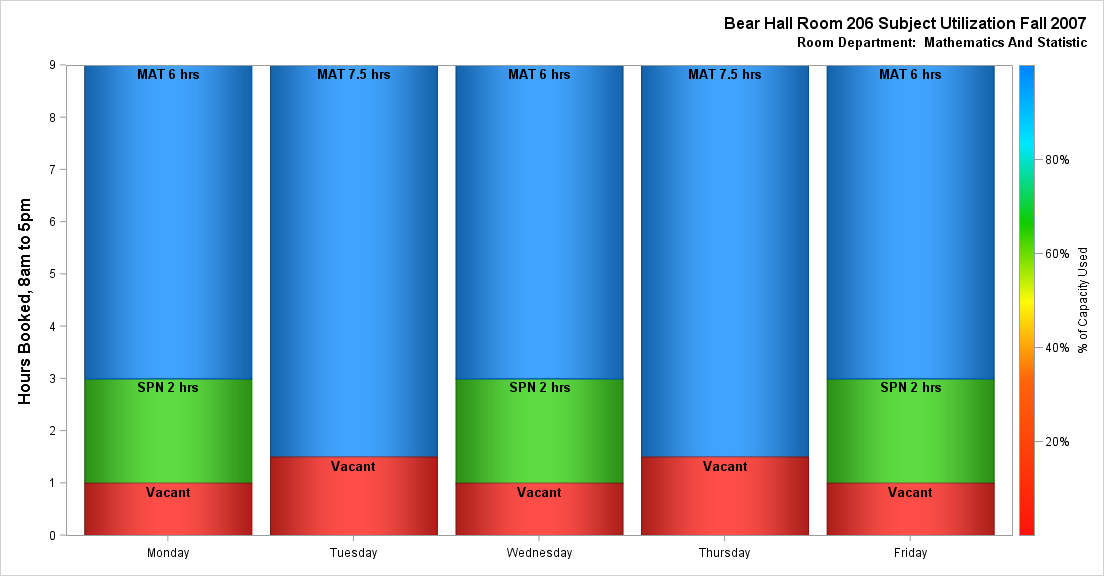 Bear Hall Room 206 Subject Utilization Fall 2007
Room Department:  Mathematics And Statistic
Hours Booked, 8am to 5pm
9
8
7
6
5
4
3
2
1
0
MAT 6 hrs
MAT 7.5 hrs
MAT 6 hrs
MAT 7.5 hrs
MAT 6 hrs
SPN 2 hrs
SPN 2 hrs
SPN 2 hrs
Vacant
Vacant
Vacant
Vacant
Vacant
Monday
Tuesday
Wednesday
Thursday
Friday
80%
60%
40%
20%
% of Capacity Used